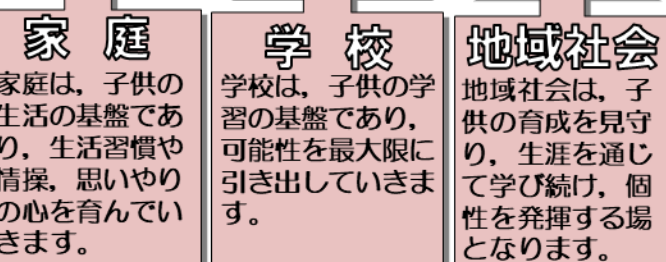 家庭
家庭は，子供の
生活の基盤であ
り，生活習慣や
情操，思いやり
の心を育んでい
きます。
学校
学校は，子供の学
習の基盤であり，
可能性を最大限に
引き出していきま
す。
地域社会
地域社会は，子
供の育成を見守
り，生涯を通じ
て学び続け，個
性を発揮する場
となります。